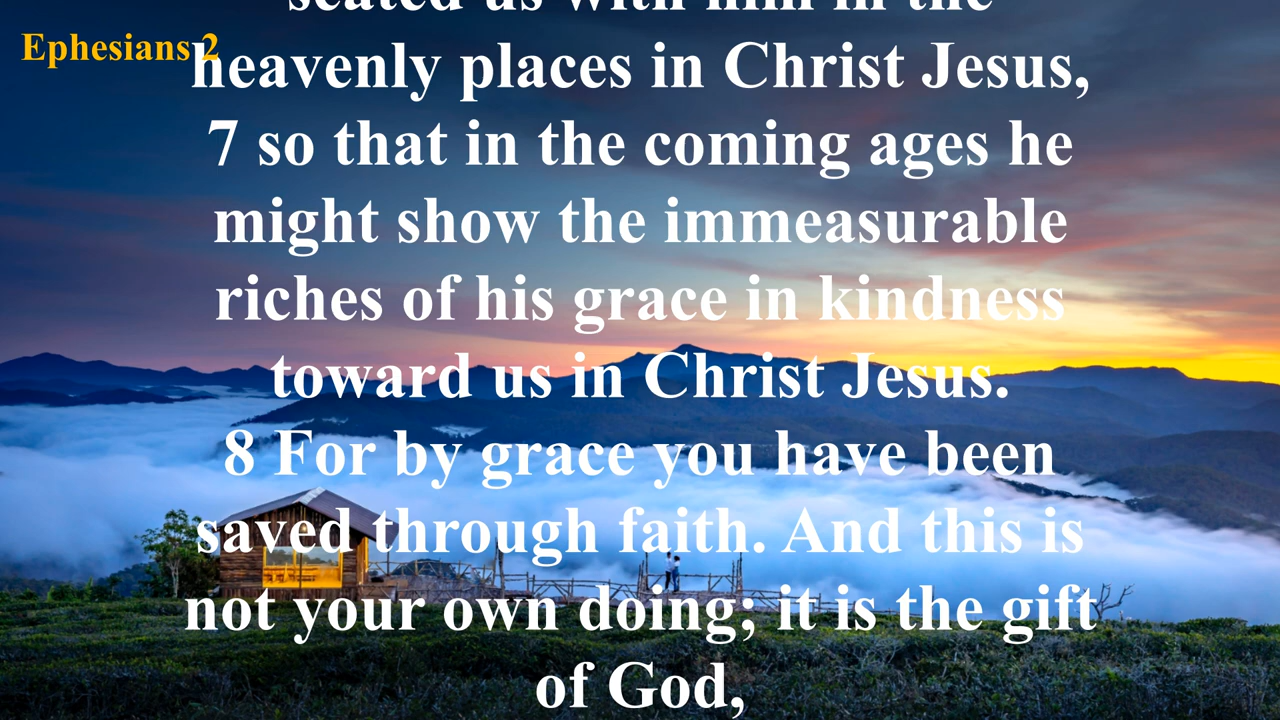 seated us with him in the
Ephesians 2
heavenly places in Christ Jesus,
7 so that in the coming ages he
might show the immeasurable
riches of his grace in kindness
toward us in Christ Jesus.
8 For by grace you have been
saved through faith. And this is
not your own doing; it is the gift
of God,